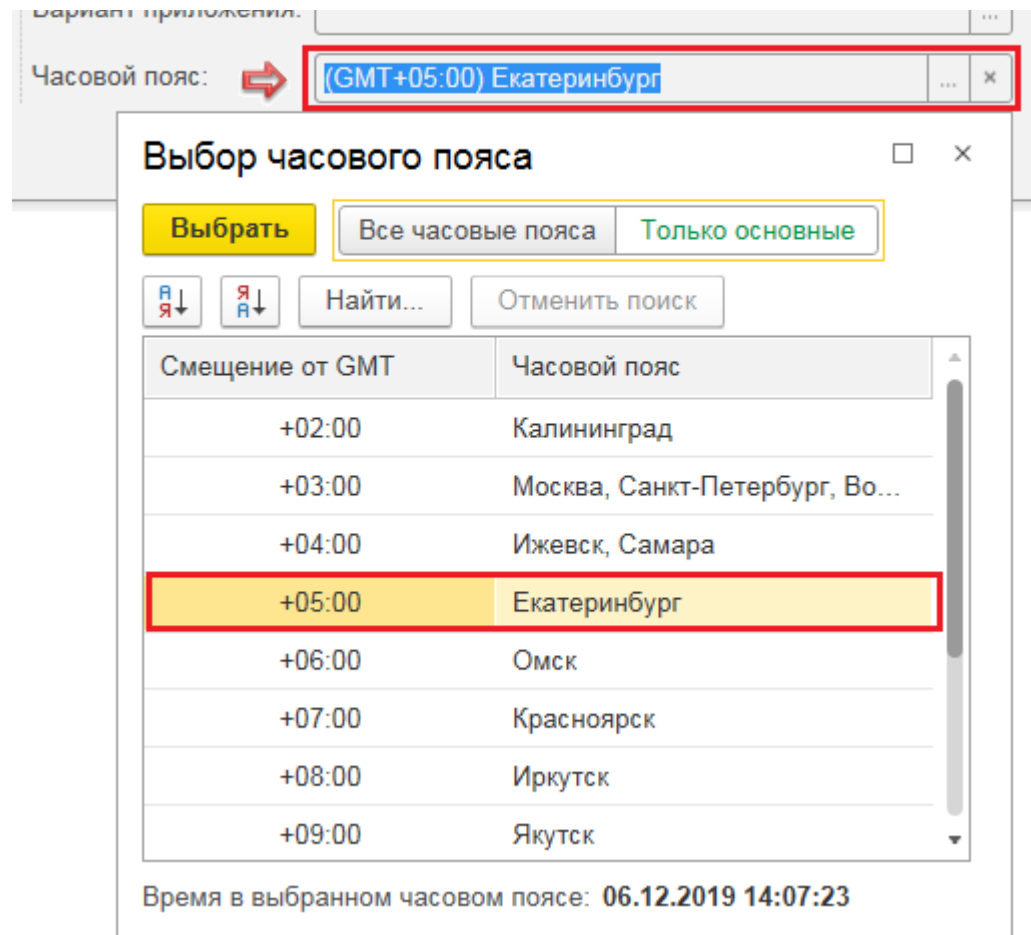 Вариант приложения:
Часовой пояс: (GMT+05:00) Екатеринбург ...
Выбор часового пояса
Выбрать Все часовые пояса Только основные
Найти... Отменить поиск
Смещение от GMT Часовой пояс
+02:00 Калининград
+03:00 Москва, Санкт-Петербург, Во...
+04:00 Ижевск, Самара
+05:00 Екатеринбург
+06:00 Омск
+07:00 Красноярск
+08:00 Иркутск
+09:00 Якутск
Время в выбранном часовом поясе: 06.12.2019 14:07:23